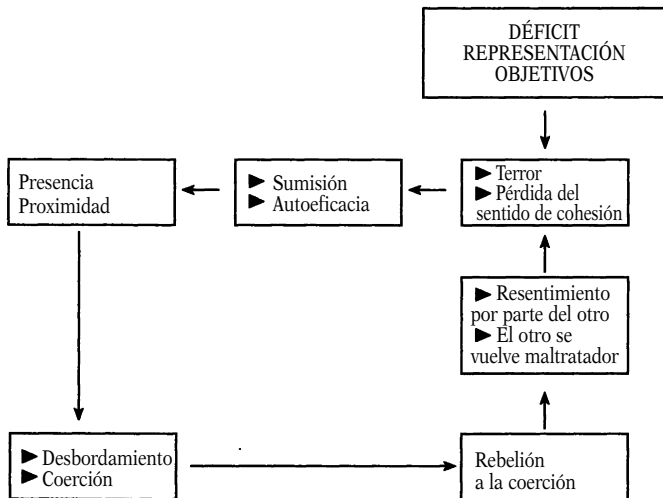 DÉFICIT
REPRESENTACIÓN
OBJETIVOS
► Terror
► Pérdida del
sentido de cohesión
► Sumisión
► Autoeficacia
Presencia
Proximidad
► Desbordamiento
► Coerción
Rebelión
a la coerción
► Resentimiento
por parte del otro
► El otro se
vuelve maltratador